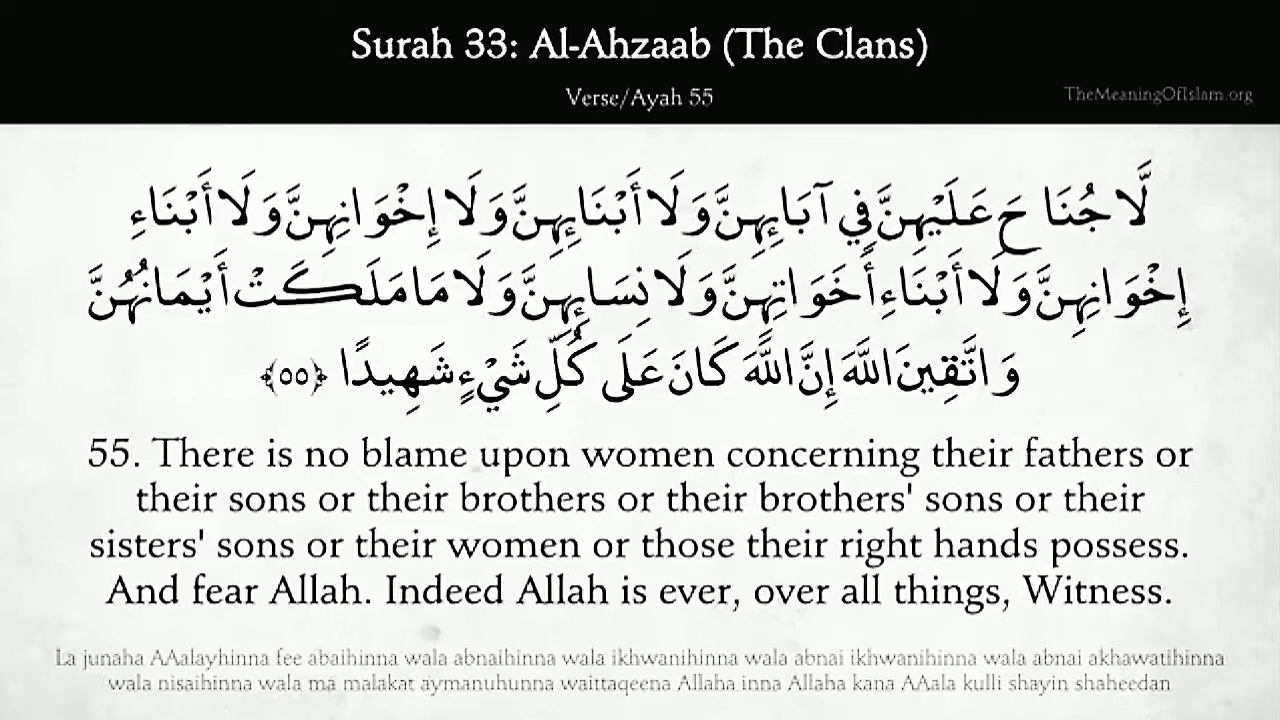 Surah 33: Al-Ahzaab (The Clans)
Verse/Ayah 55
TheMeaningOfIslam.org
لَّا جُنَاحَ عَلَيْهِنَّ فِي آبَائِهِنَّ وَلَا أَبْنَائِهِنَّ وَلَا إِخْوَانِهِنَّ وَلَا أَبْنَاءِ
إِخْوَانِهِنَّ وَلَا أَبْنَاءِ أَخَوَاتِهِنَّ وَلَا نِسَائِهِنَّ وَلَا مَا مَلَكَتْ أَيْمَانُهُنَّ
وَاتَّقِينَ اللَّهَ إِنَّ اللَّهَ كَانَ عَلَى كُلِّ شَيْءٍ شَهِيدًا ﴿٥٥﴾
55. There is no blame upon women concerning their fathers or
their sons or their brothers or their brothers' sons or their
sisters' sons or their women or those their right hands possess.
And fear Allah. Indeed Allah is ever, over all things, Witness.
La junaha AAalayhinna fee abaihinna wala abnaihinna wala ikhwanihinna wala abnai ikhwanihinna wala abnai akhawatihinna
wala nisaihinna wala ma malakat aymanuhunna waittaqeena Allaha inna Allaha kana AAala kulli shayin shaheedan